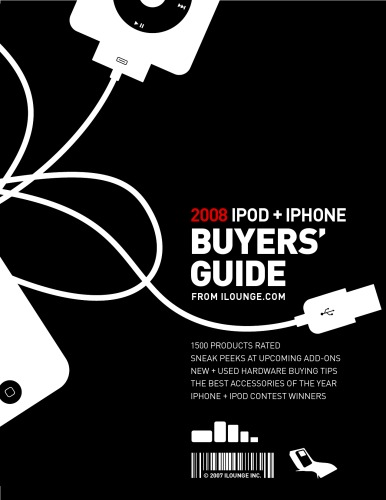 2008 IPOD + IPHONE
BUYERS'
GUIDE
FROM ILOUNGE.COM
1500 PRODUCTS RATED
SNEAK PEEKS AT UPCOMING ADD-ONS
NEW + USED HARDWARE BUYING TIPS
THE BEST ACCESSORIES OF THE YEAR
IPHONE + IPOD CONTEST WINNERS
© 2007 ILOUNGE INC.